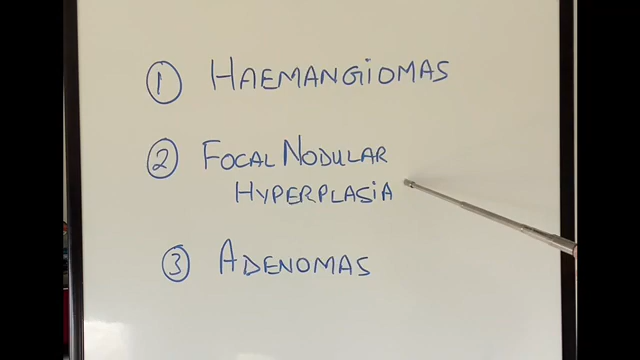 ① HAEMANGiOMAS
② FOCAL NODULAR
HYPERPLASiA
③ ADENOMAS